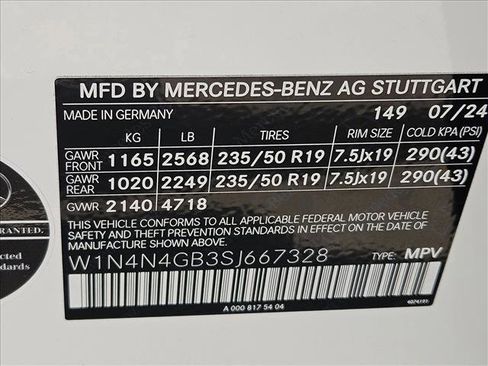 MFD BY MERCEDES-BENZ AG STUTTGART
MADE IN GERMANY 149 07/24
KG LB TIRES RIM SIZE COLD KPA (PSI)
GAWR FRONT 1165 2568 235/50 R19 7.5Jx19 290(43)
GAWR REAR 1020 2249 235/50 R19 7.5Jx19 290(43)
GVWR 2140 4718
THIS VEHICLE CONFORMS TO ALL APPLICABLE FEDERAL MOTOR VEHICLE
SAFETY AND THEFT PREVENTION STANDARDS IN EFFECT ON THE DATE OF
MANUFACTURE SHOWN ABOVE.
W1N4N4GB3SJ667328 TYPE: MPV
A 000 817 54 04